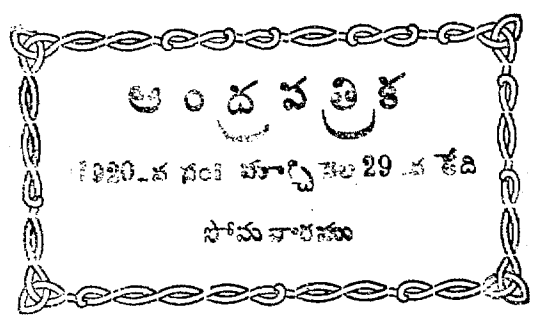 ఆంధ్రపత్రిక
1920-వ సం॥ మార్చి నెల 29 -వ తేది
సోమవారము